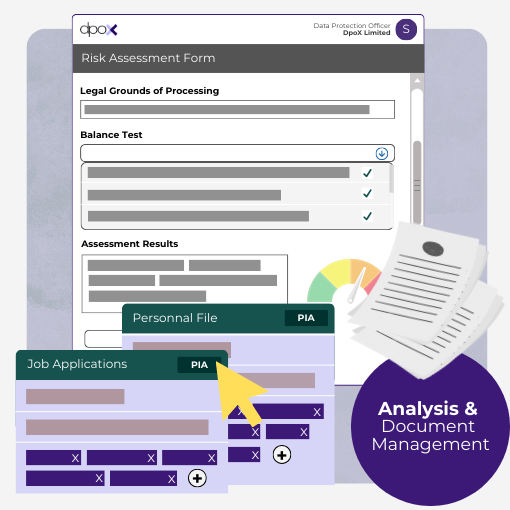 dpox
Data Protection Officer
DpoX Limited
S
Risk Assessment Form
Legal Grounds of Processing
Balance Test
Assessment Results
Personnal File
PIA
Job Applications
PIA
X
X
X
X
X
X
X
X
X
X
Analysis &
Document
Management